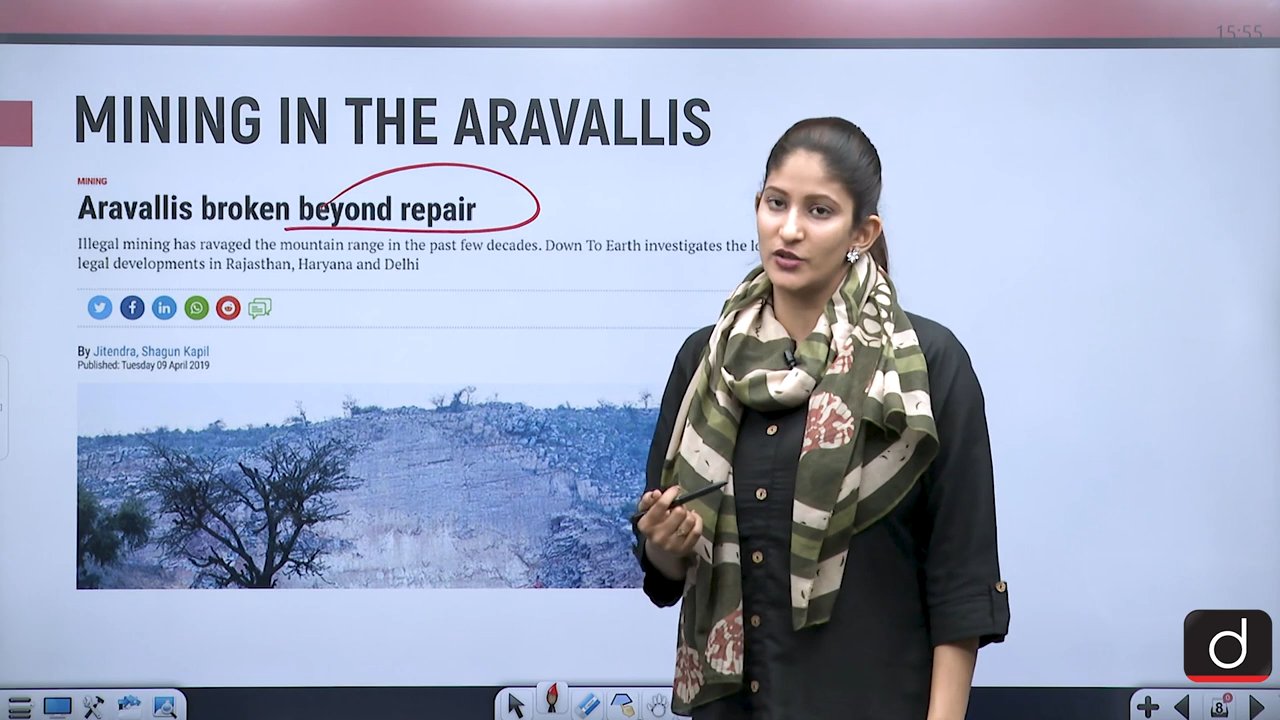 15:55
MINING IN THE ARAVALLIS
MINING
Aravallis broken beyond repair
Illegal mining has ravaged the mountain range in the past few decades. Down To Earth investigates the
legal developments in Rajasthan, Haryana and Delhi
By Jitendra, Shagun Kapil
Published: Tuesday 09 April 2019
d
8